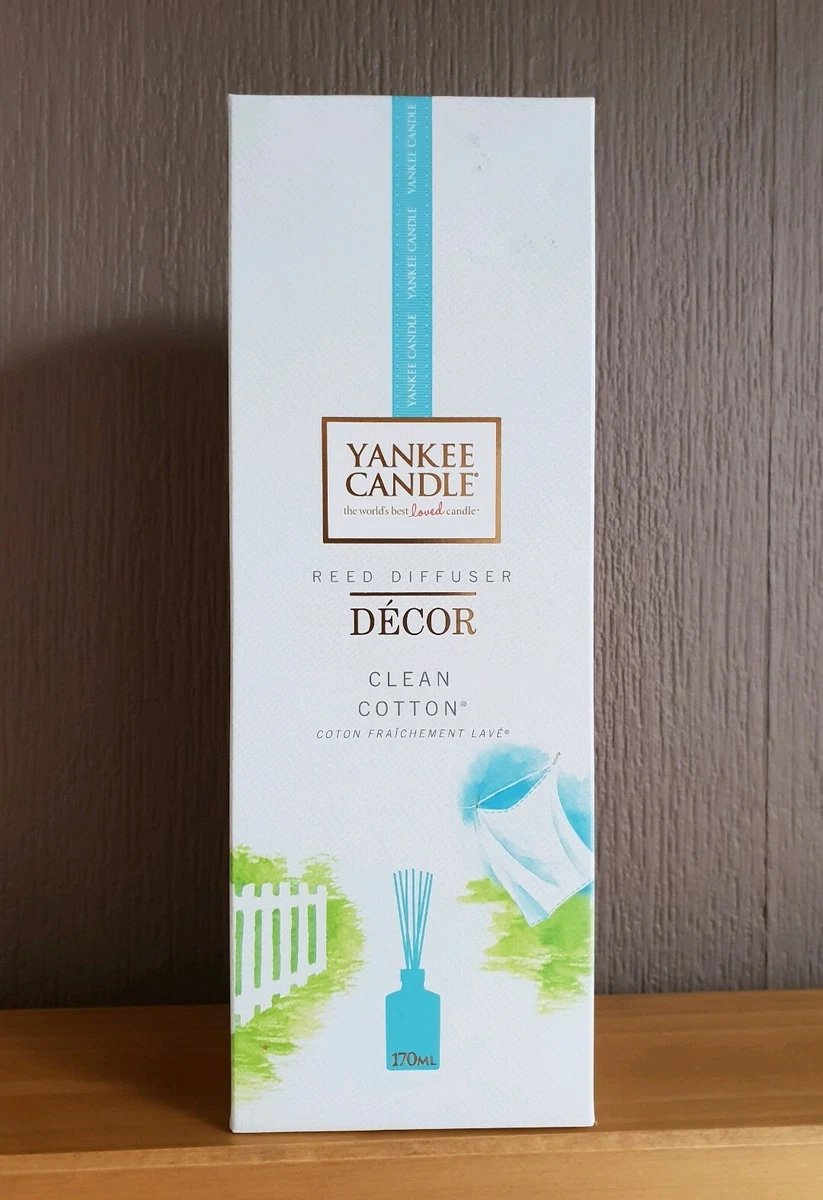 YANKEE CANDLE YANKEE CANDLE YANKEE CANDLE
YANKEE
CANDLE®
the world's best loved candle™
REED DIFFUSER
DÉCOR
CLEAN
COTTON®
COTON FRAÎCHEMENT LAVÉ®
170ML